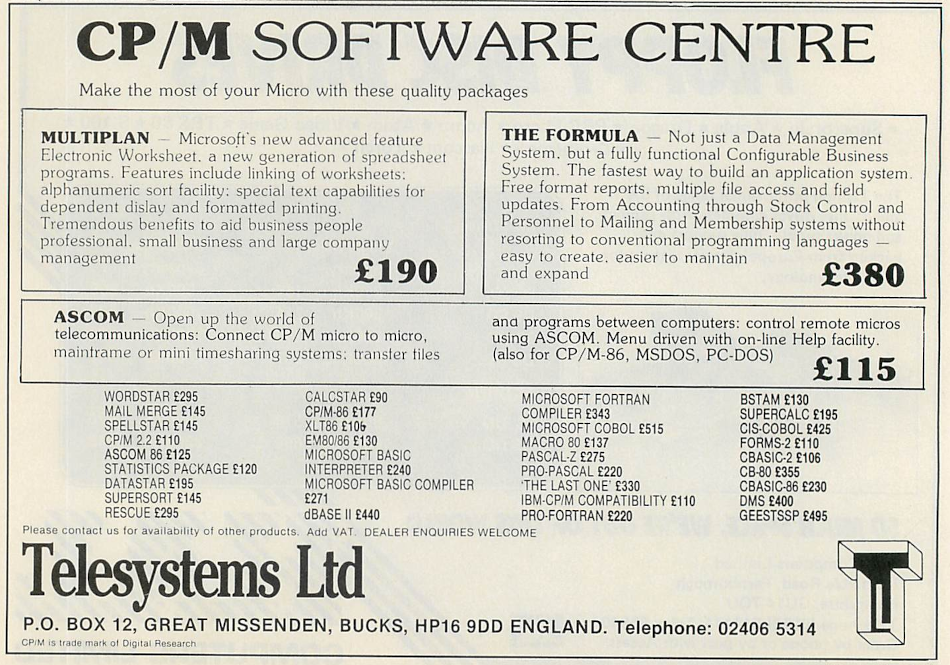 CP/M SOFTWARE CENTRE
Make the most of your Micro with these quality packages
MULTIPLAN — Microsoft's new advanced feature
Electronic Worksheet. a new generation of spreadsheet
programs. Features include linking of worksheets:
alphanumeric sort facility: special text capabilities for
dependent dislay and formatted printing.
Tremendous benefits to aid business people
professional. small business and large company
management
£190
THE FORMULA — Not just a Data Management
System. but a fully functional Configurable Business
System. The fastest way to build an application system.
Free format reports. multiple file access and field
updates. From Accounting through Stock Control and
Personnel to Mailing and Membership systems without
resorting to conventional programming languages —
easy to create. easier to maintain
and expand
£380
ASCOM — Open up the world of
telecommunications: Connect CP/M micro to micro,
mainframe or mini timesharing systems: transfer files
and programs between computers: control remote micros
using ASCOM. Menu driven with on-line Help facility.
(also for CP/M-86, MSDOS, PC-DOS)
£115
WORDSTAR £295
MAIL MERGE £145
SPELLSTAR £145
CP/M 2.2 £110
ASCOM 86 £125
STATISTICS PACKAGE £120
DATASTAR £195
SUPERSORT £145
RESCUE £295
CALCSTAR £90
CP/M-86 £177
XLT86
EM80/86 £130
MICROSOFT BASIC
INTERPRETER £240
MICROSOFT BASIC COMPILER
£271
dBASE II £440
MICROSOFT FORTRAN
COMPILER £343
MICROSOFT COBOL £515
MACRO 80 £137
PASCAL-Z £275
PRO-PASCAL £220
'THE LAST ONE' £330
IBM-CP/M COMPATIBILITY £110
PRO-FORTRAN £220
BSTAM £130
SUPERCALC £195
CIS-COBOL £425
FORMS-2 £110
CBASIC-2 £106
CB-80 £355
CBASIC-86 £230
DMS £400
GEESTSSP £495
Please contact us for availability of other products. Add VAT. DEALER ENQUIRIES WELCOME
Telesystems Ltd
P.O. BOX 12, GREAT MISSENDEN, BUCKS, HP16 9DD ENGLAND. Telephone: 02406 5314
CP/M is trade mark of Digital Research